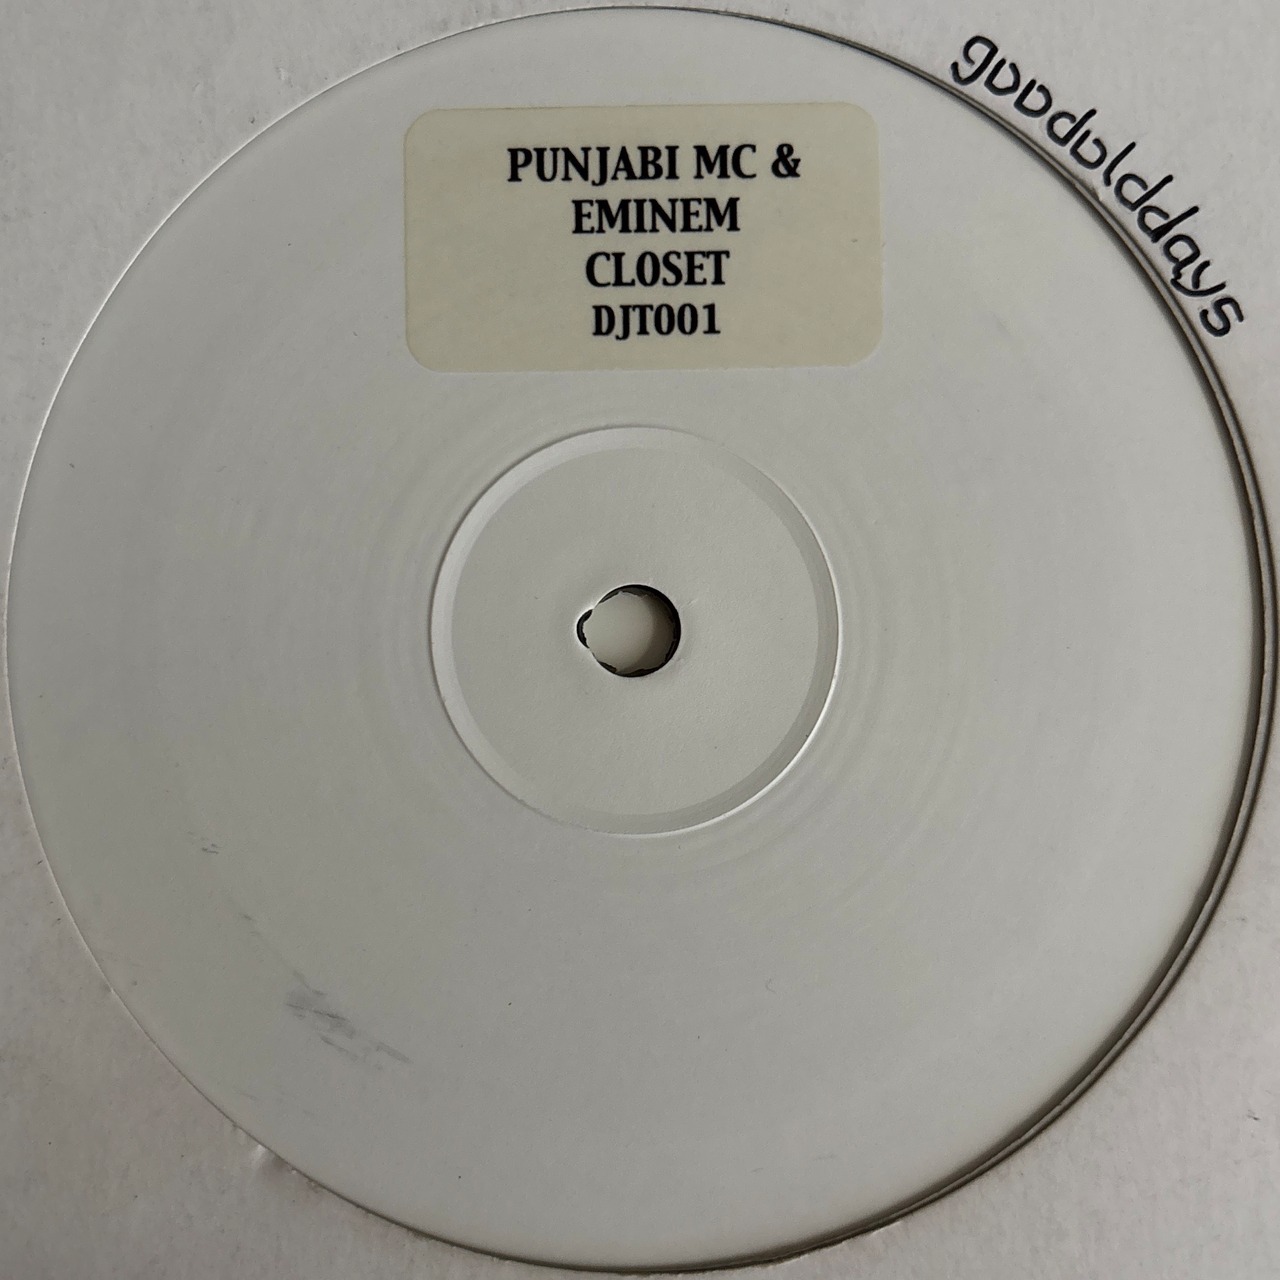 PUNJABI MC &
EMINEM
CLOSET
DJT001
goodolddays